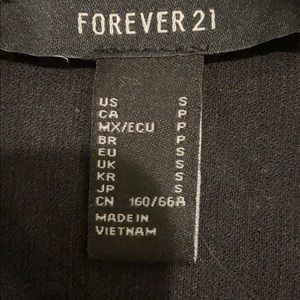 FOREVER 21
US S
CA P
MX/ECU P
BR P
EU S
UK S
KR S
JP S
CN 160/66A
MADE IN
VIETNAM